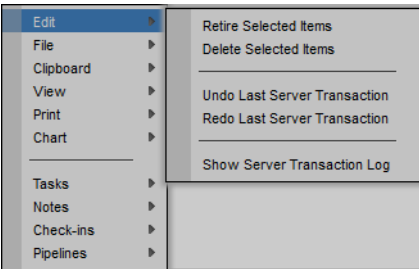 Edit
File
Clipboard
View
Print
Chart
Tasks
Notes
Check-ins
Pipelines
Retire Selected Items
Delete Selected Items
Undo Last Server Transaction
Redo Last Server Transaction
Show Server Transaction Log